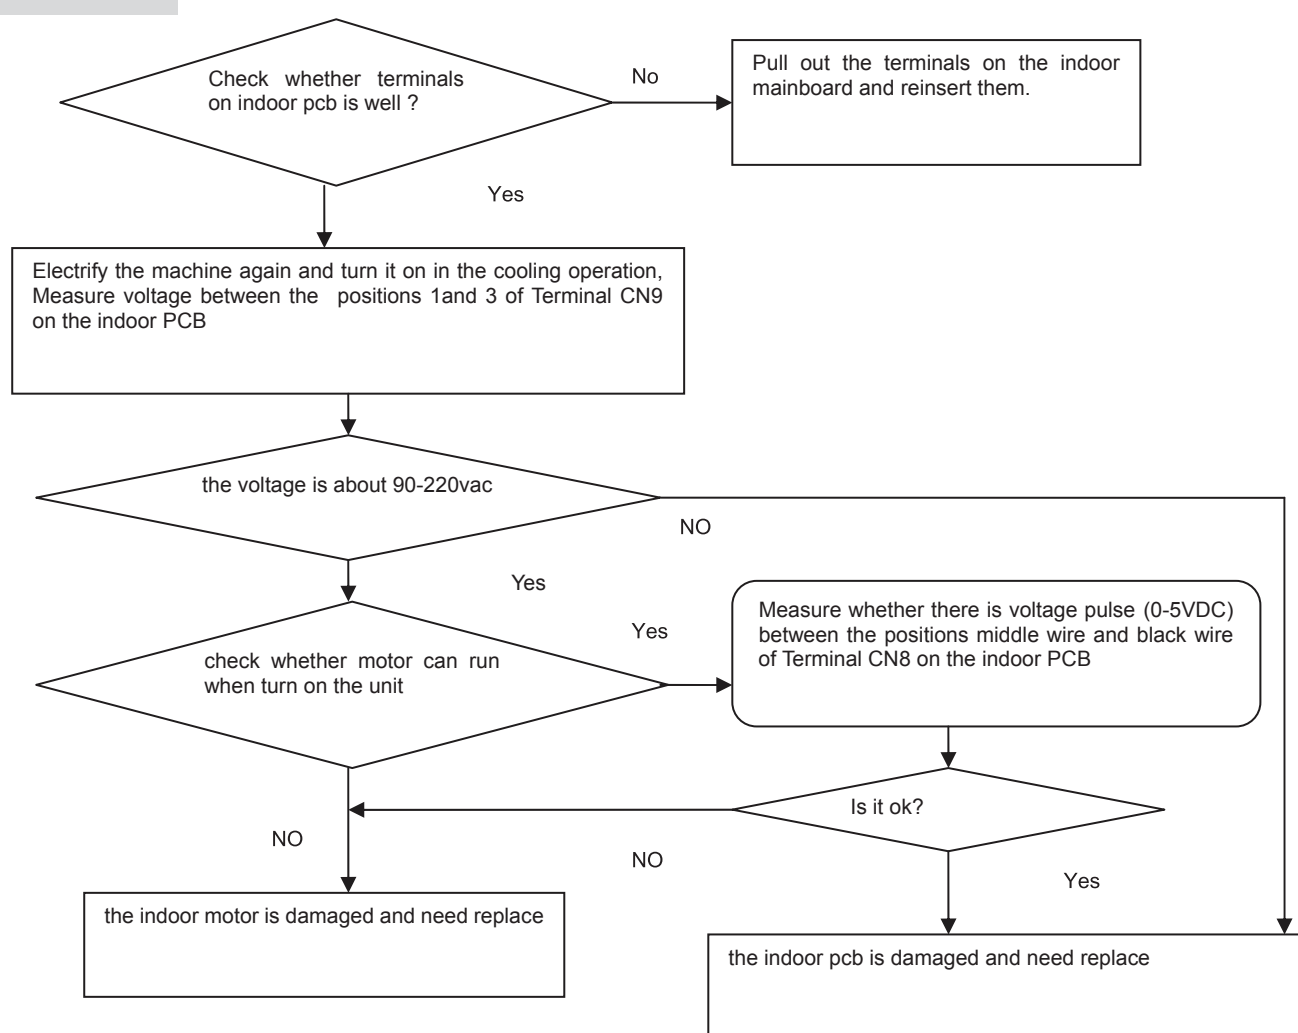 Check whether terminals
on indoor pcb is well ?
No
Pull out the terminals on the indoor
mainboard and reinsert them.
Yes
Electrify the machine again and turn it on in the cooling operation,
Measure voltage between the positions 1and 3 of Terminal CN9
on the indoor PCB
the voltage is about 90-220vac
NO
Yes
check whether motor can run
when turn on the unit
Yes
Measure whether there is voltage pulse (0-5VDC)
between the positions middle wire and black wire
of Terminal CN8 on the indoor PCB
Is it ok?
NO
NO
Yes
the indoor motor is damaged and need replace
the indoor pcb is damaged and need replace